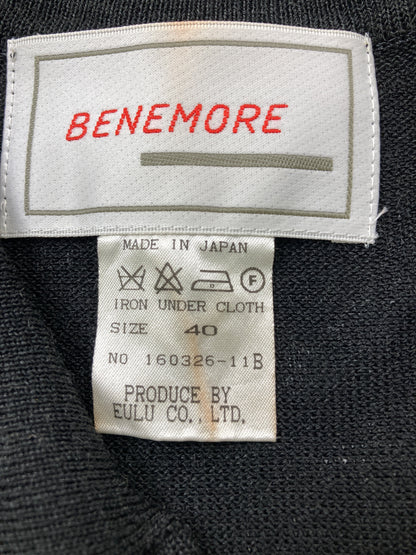 BENEMORE
MADE IN JAPAN
F
IRON UNDER CLOTH
SIZE 40
NO 160326-11B
PRODUCE BY
EULU CO.,LTD.